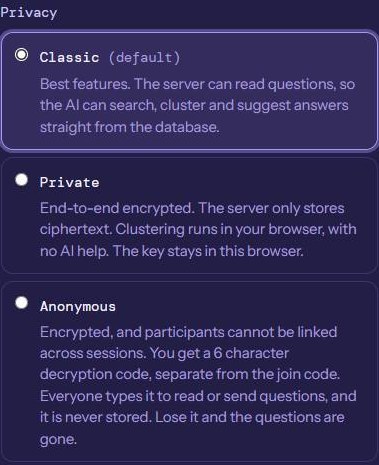 Privacy
Classic (default)
Best features. The server can read questions, so
the AI can search, cluster and suggest answers
straight from the database.
Private
End-to-end encrypted. The server only stores
ciphertext. Clustering runs in your browser, with
no AI help. The key stays in this browser.
Anonymous
Encrypted, and participants cannot be linked
across sessions. You get a 6 character
decryption code, separate from the join code.
Everyone types it to read or send questions, and
it is never stored. Lose it and the questions are
gone.